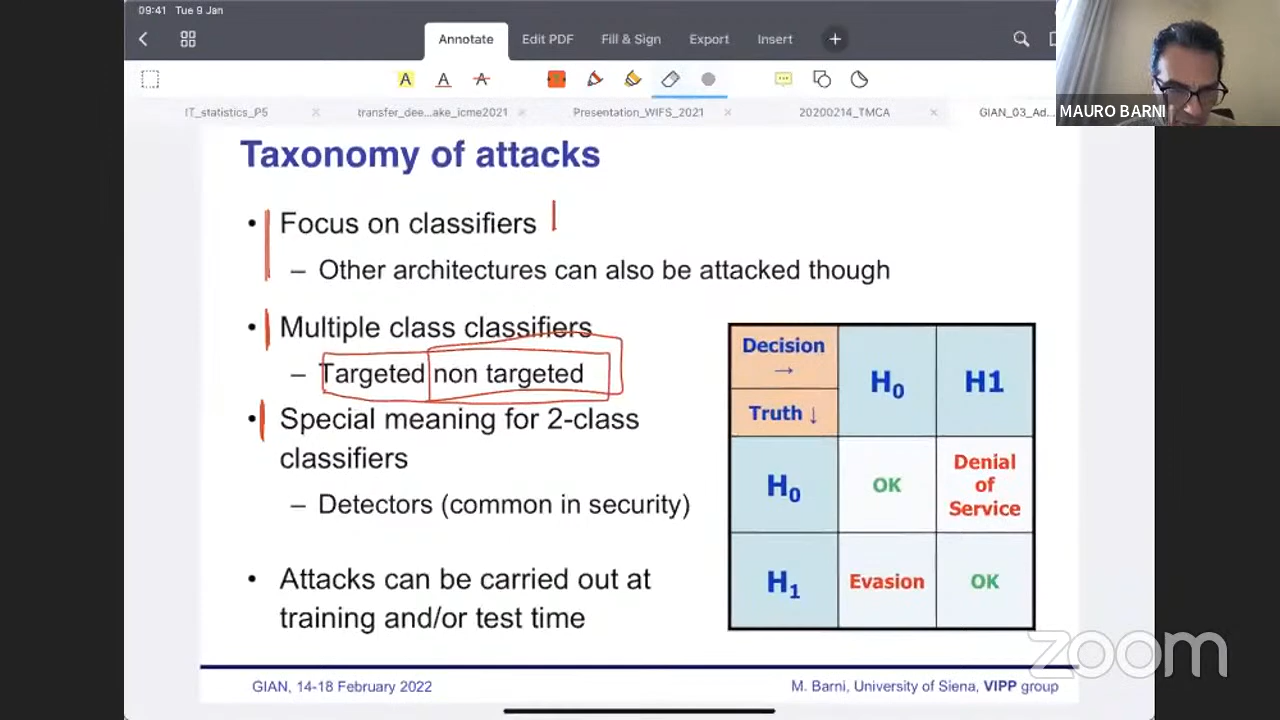 09:41 Tue 9 Jan
Annotate
Edit PDF
Fill & Sign
Export
Insert
MAURO BARNI
IT_statistics_P5
transfer_dee...ake_icme2021
Presentation_WIFS_2021
20200214_TMCA
GIAN_03_Ad...
Taxonomy of attacks
• Focus on classifiers
– Other architectures can also be attacked though
• Multiple class classifiers
– Targeted non targeted
• Special meaning for 2-class
classifiers
– Detectors (common in security)
• Attacks can be carried out at
training and/or test time
Decision
→
Truth ↓
H0
H1
H0
OK
Denial
of
Service
H1
Evasion
OK
zoom
GIAN, 14-18 February 2022
M. Barni, University of Siena, VIPP group